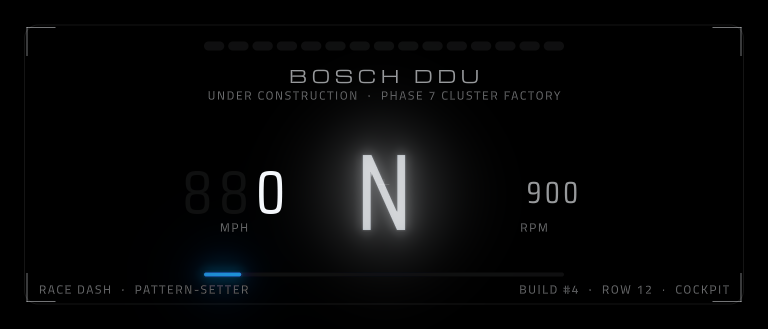 BOSCH DDU
UNDER CONSTRUCTION · PHASE 7 CLUSTER FACTORY
0 N 900
MPH RPM
RACE DASH · PATTERN-SETTER BUILD #4 · ROW 12 · COCKPIT